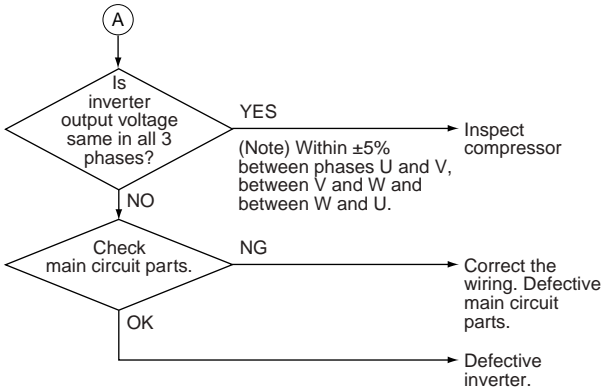 A
Is
inverter
output voltage
same in all 3
phases?
YES
(Note) Within ±5%
between phases U and V,
between V and W and
between W and U.
Inspect
compressor
NO
Check
main circuit parts.
NG
Correct the
wiring. Defective
main circuit
parts.
OK
Defective
inverter.